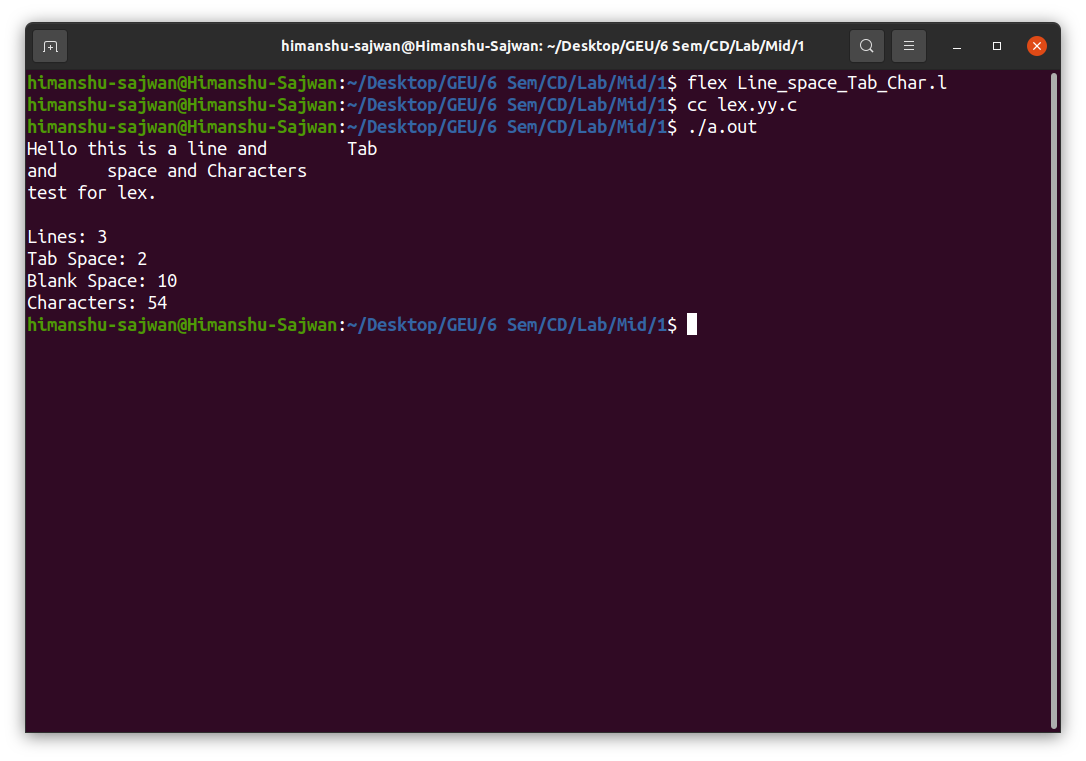 himanshu-sajwan@Himanshu-Sajwan: ~/Desktop/GEU/6 Sem/CD/Lab/Mid/1
himanshu-sajwan@Himanshu-Sajwan:~/Desktop/GEU/6 Sem/CD/Lab/Mid/1$ flex Line_space_Tab_Char.l
himanshu-sajwan@Himanshu-Sajwan:~/Desktop/GEU/6 Sem/CD/Lab/Mid/1$ cc lex.yy.c
himanshu-sajwan@Himanshu-Sajwan:~/Desktop/GEU/6 Sem/CD/Lab/Mid/1$ ./a.out
Hello this is a line and        Tab
and     space and Characters
test for lex.

Lines: 3
Tab Space: 2
Blank Space: 10
Characters: 54
himanshu-sajwan@Himanshu-Sajwan:~/Desktop/GEU/6 Sem/CD/Lab/Mid/1$